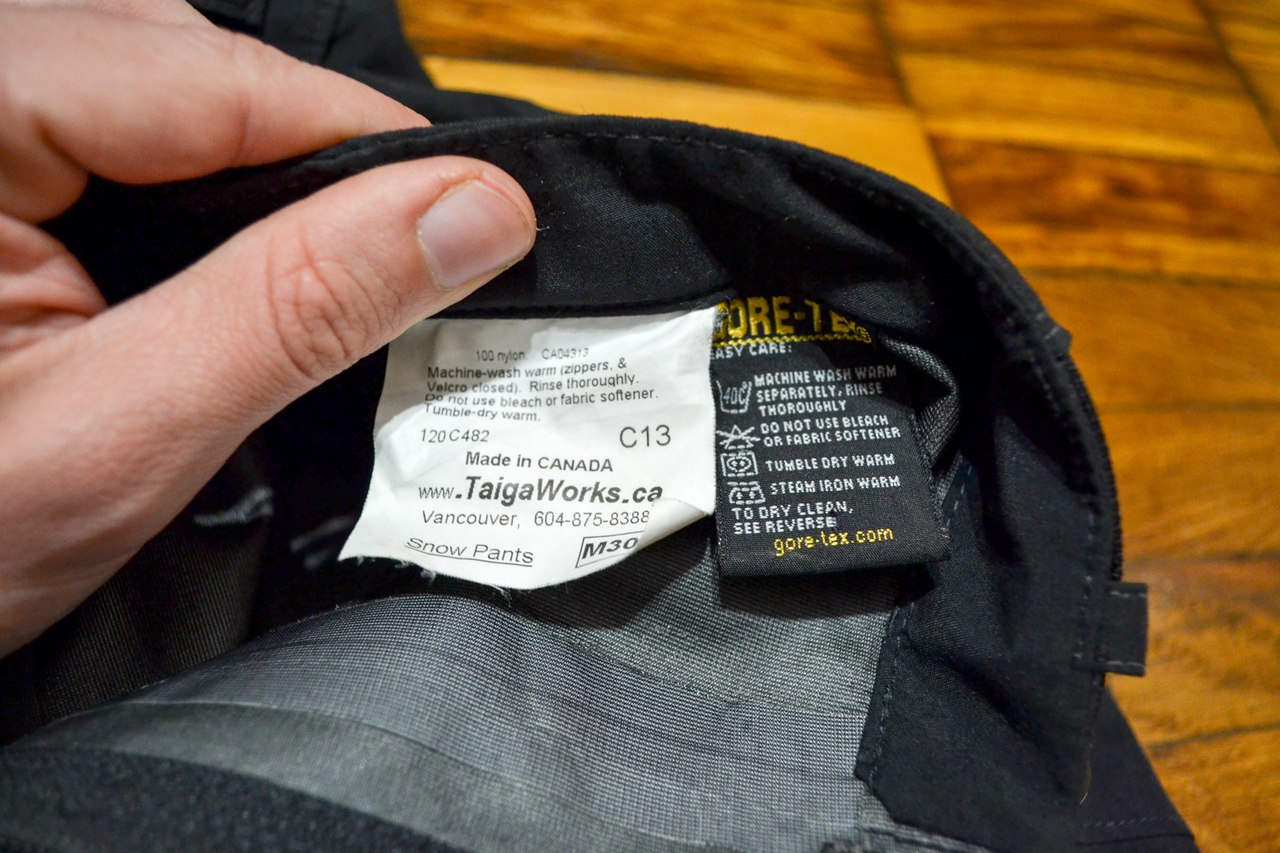 100 nylon CA04313
Machine-wash warm (zippers, &
Velcro closed). Rinse thoroughly.
Do not use bleach or fabric softener.
Tumble-dry warm.
120C482 C13
Made in CANADA
www.TaigaWorks.ca
Vancouver, 604-875-8388
Snow Pants M30
GORE-TEX
EASY CARE:
40C
MACHINE WASH WARM
SEPARATELY, RINSE
THOROUGHLY
DO NOT USE BLEACH
OR FABRIC SOFTENER
TUMBLE DRY WARM
STEAM IRON WARM
TO DRY CLEAN,
SEE REVERSE
gore-tex.com